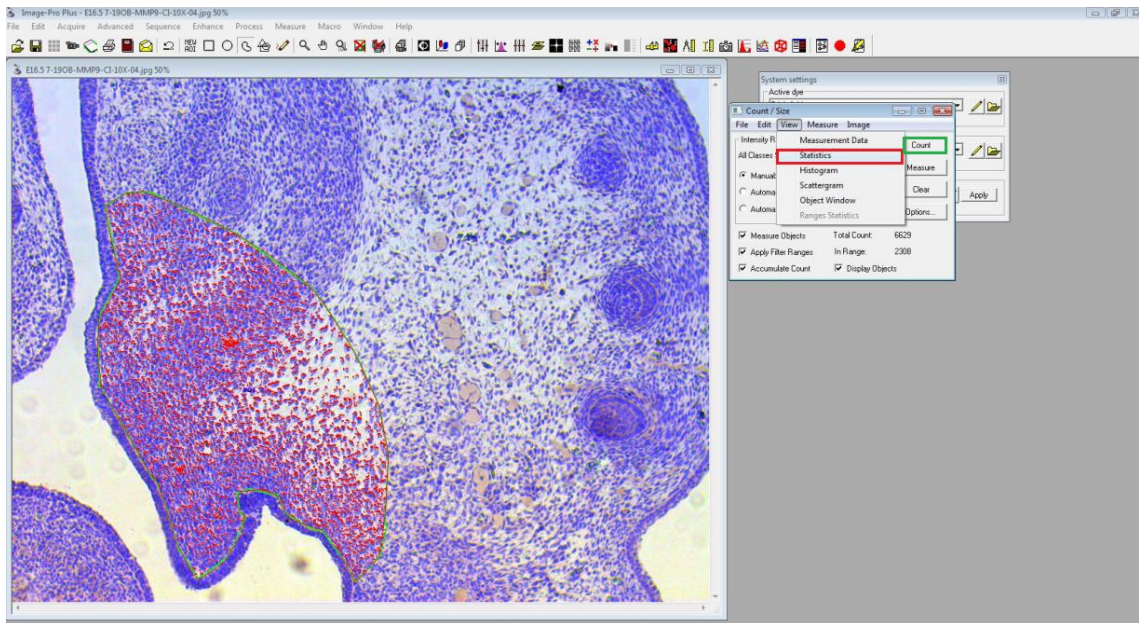 Image-Pro Plus - E16.5 7-19OB-MMP9-CI-10X-04.jpg 50%
File Edit Acquire Advanced Sequence Enhance Process Measure Macro Window Help
NEW
AOI
E16.5 7-19OB-MMP9-CI-10X-04.jpg 50%
System settings
Active dye
Count / Size
File Edit View Measure Image
Intensity R
Measurement Data
Count
All Classes
Statistics
Manual
Histogram
Measure
Automa
Scattergram
Clear
Apply
Automa
Object Window
Ranges Statistics
Options...
Measure Objects Total Count: 6629
Apply Filter Ranges In Range: 2308
Accumulate Count Display Objects